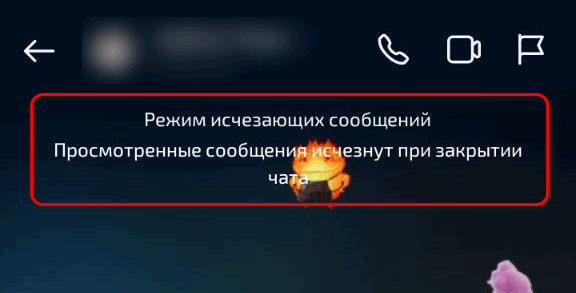 Режим исчезающих сообщений
Просмотренные сообщения исчезнут при закрытии
чата